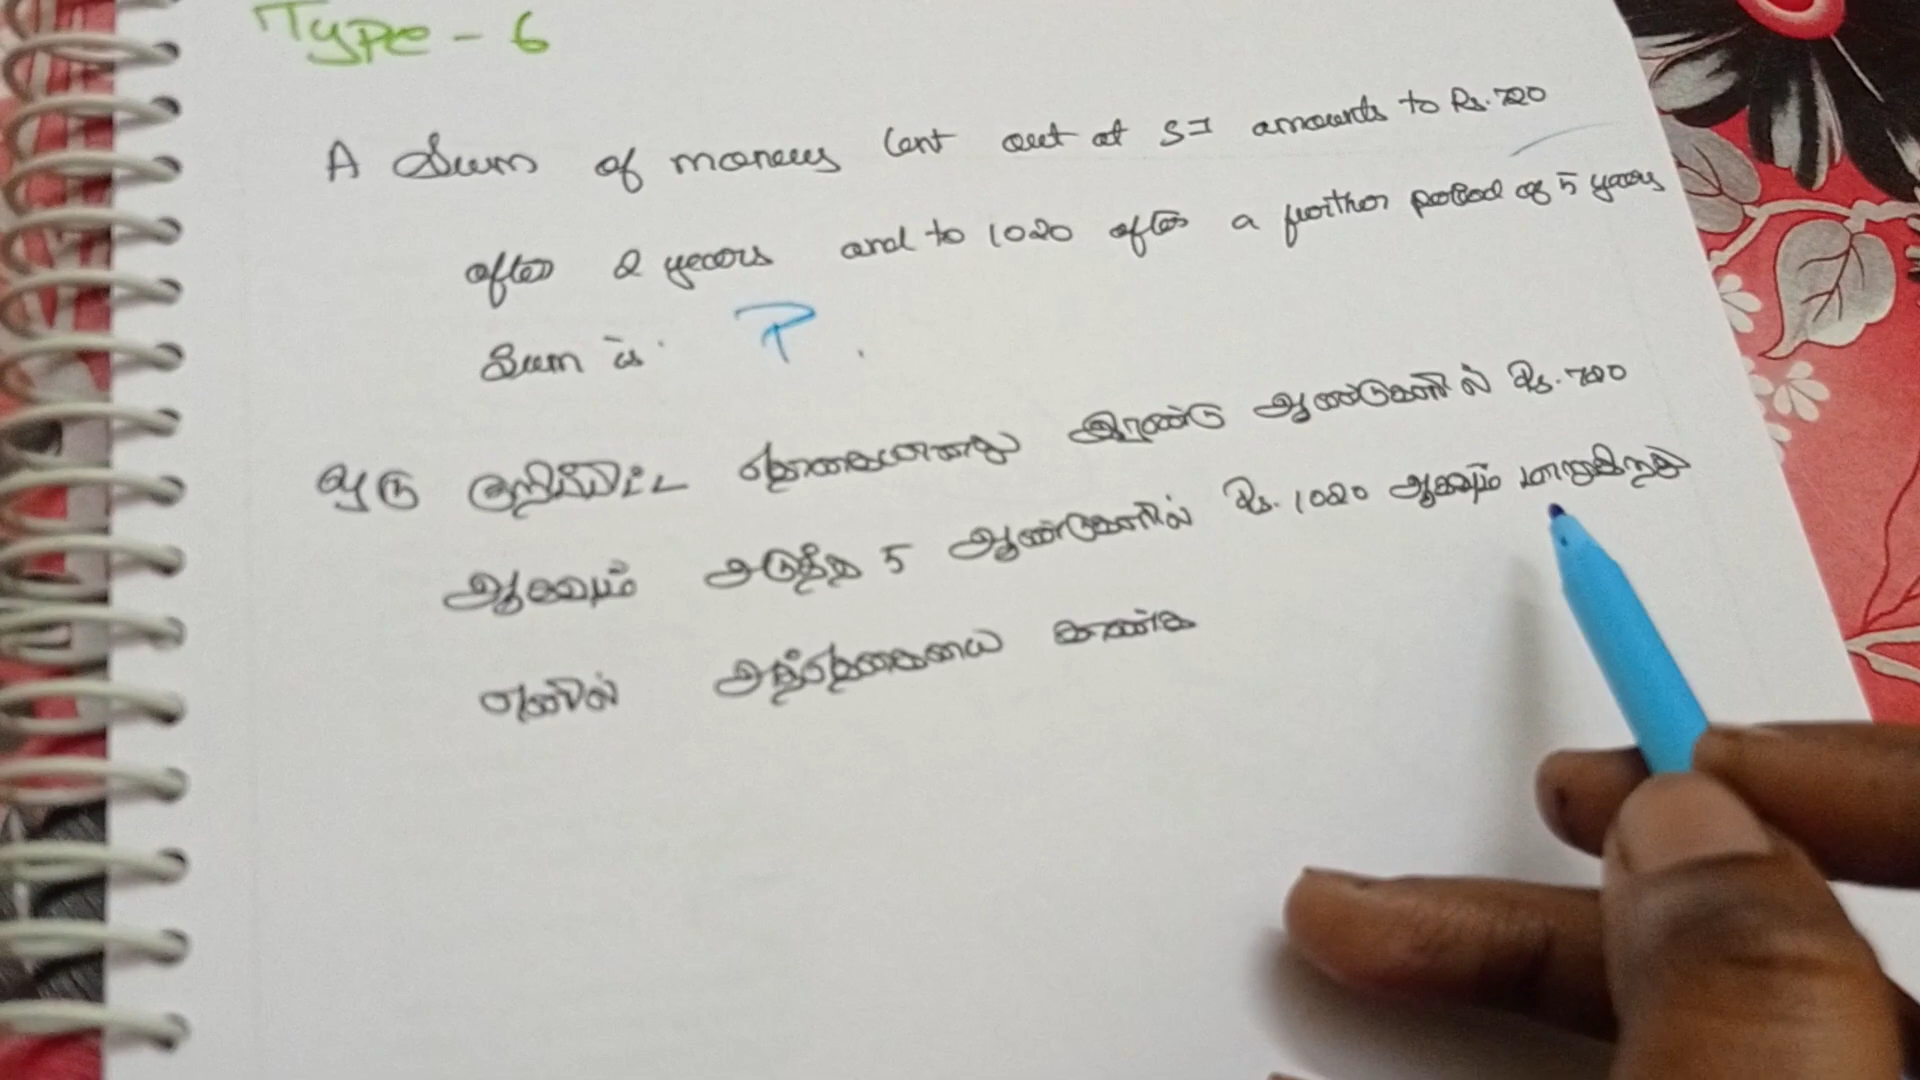 Type - 6
A Sum of money lent out at SI amounts to Rs.720
after 2 years and to 1020 after a further period of 5 years
Sum is
P
ஒரு குறிப்பிட்ட தொகையானது இரண்டு ஆண்டுகளில் Rs.720
ஆகவும் அடுத்த 5 ஆண்டுகளில் Rs.1020 ஆகவும் மாறுகிறது
எனில் அத்தொகையை காண்க